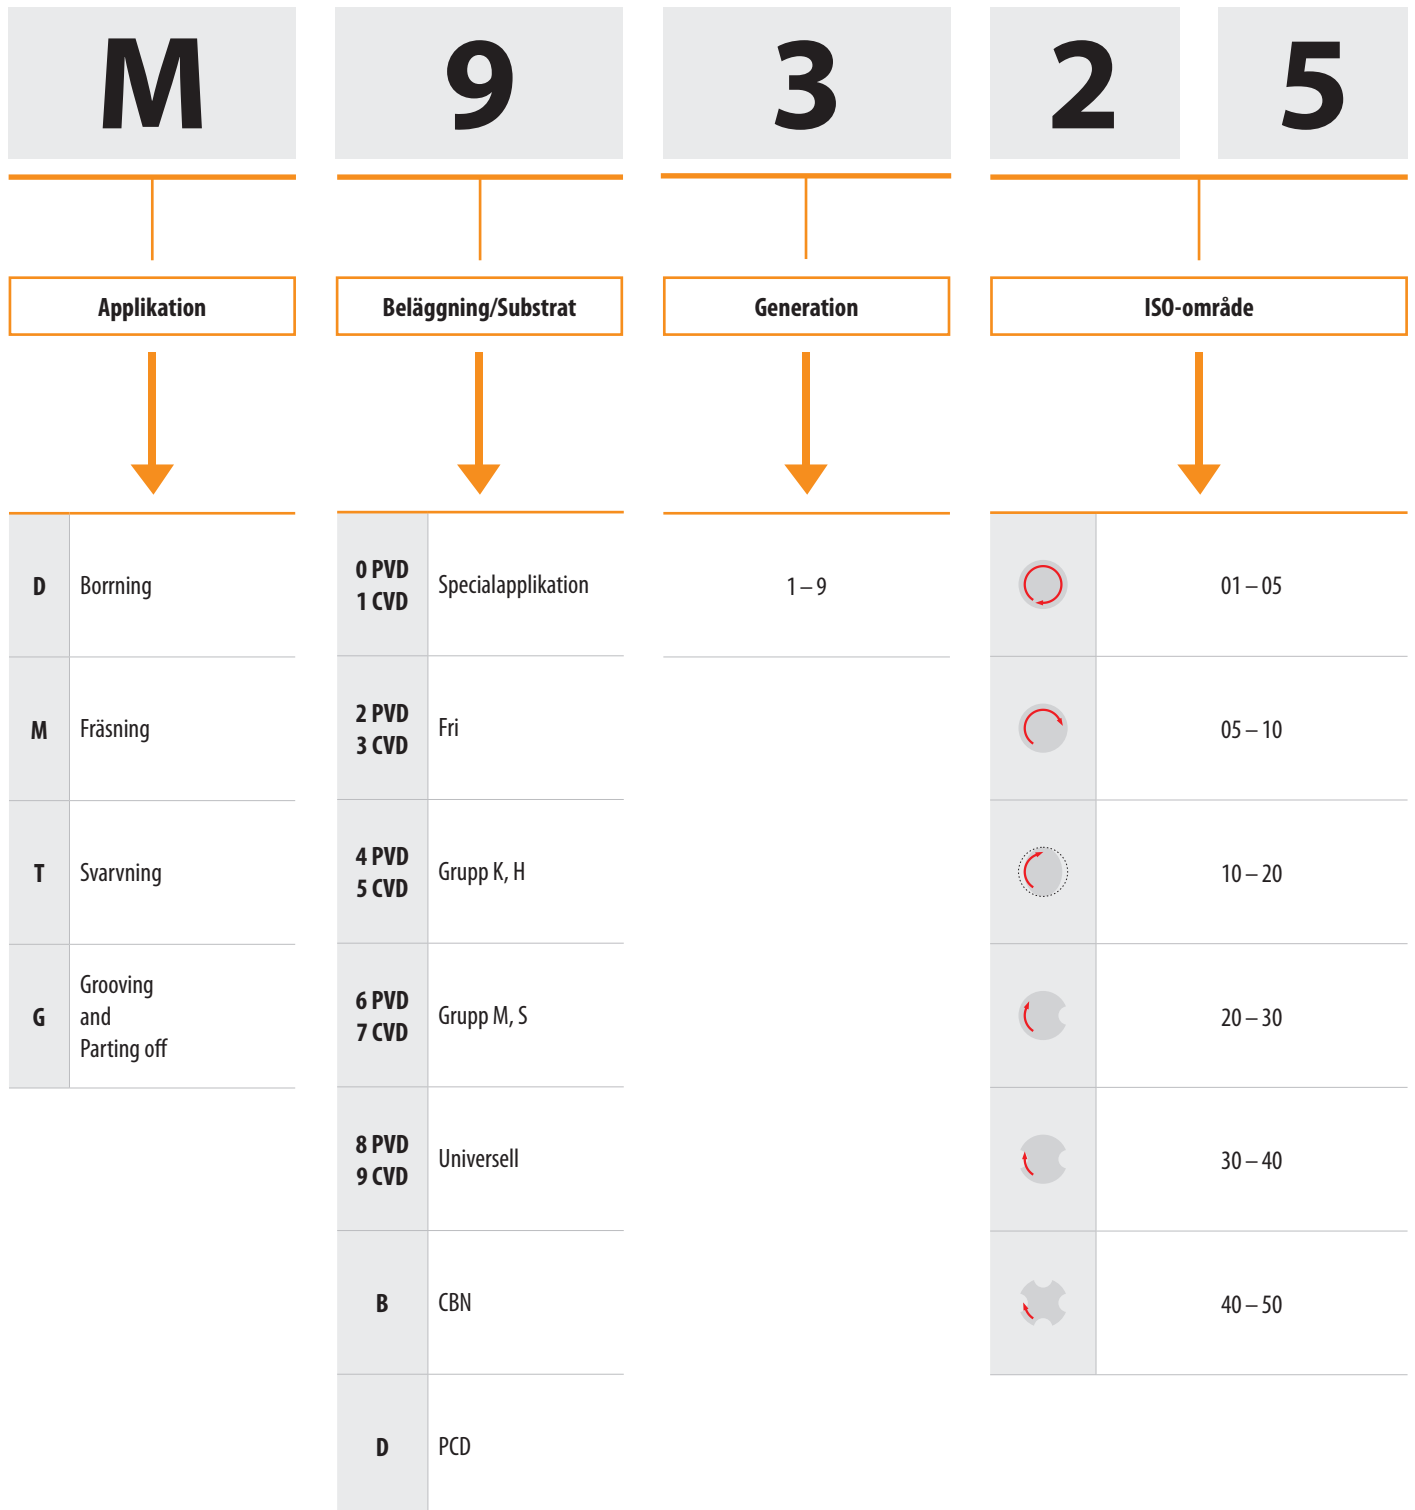 M 9 3 2 5
Applikation
Beläggning/Substrat
Generation
ISO-område
D Borrning
M Fräsning
T Svarvning
G Grooving
and
Parting off
0 PVD
1 CVD
Specialapplikation
2 PVD
3 CVD
Fri
4 PVD
5 CVD
Grupp K, H
6 PVD
7 CVD
Grupp M, S
8 PVD
9 CVD
Universell
B CBN
D PCD
1 – 9
01 – 05
05 – 10
10 – 20
20 – 30
30 – 40
40 – 50